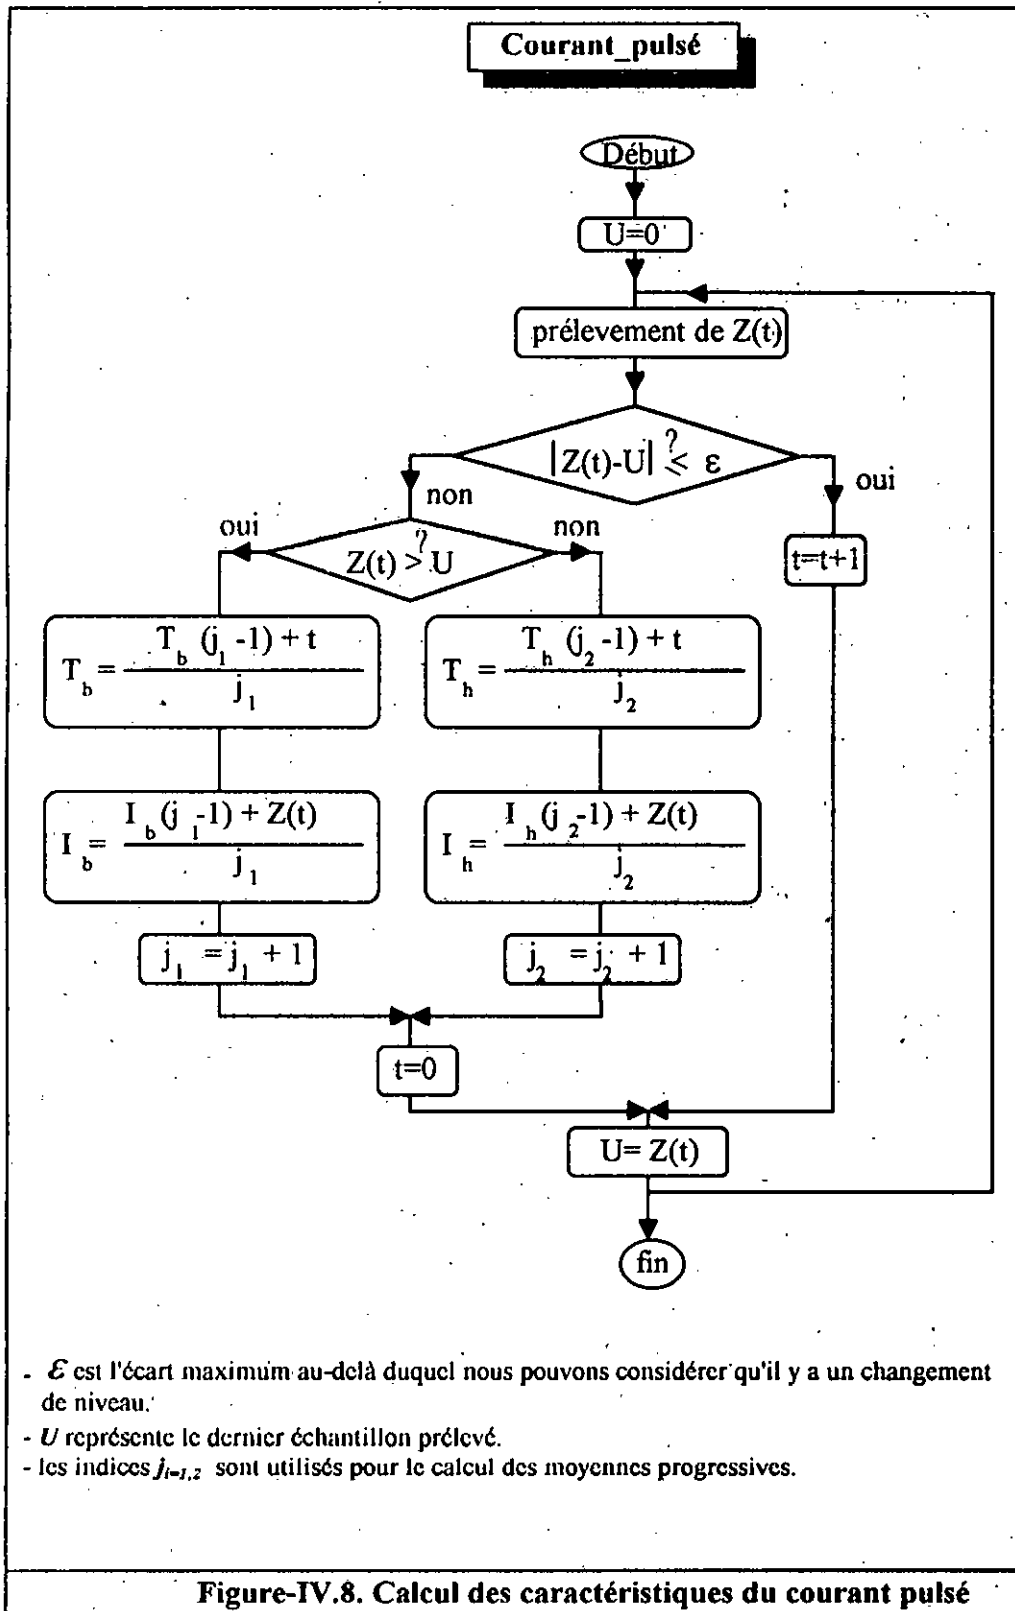 Courant_pulsé
Début
U=0
prélevement de Z(t)
|Z(t)-U| ≤? ε
non
oui
oui
non
Z(t) >? U
t=t+1
T_b = (T_b (j_1 -1) + t) / j_1
T_h = (T_h (j_2 -1) + t) / j_2
I_b = (I_b (j_1 -1) + Z(t)) / j_1
I_h = (I_h (j_2 -1) + Z(t)) / j_2
j_1 = j_1 + 1
j_2 = j_2 + 1
t=0
U= Z(t)
fin
- ε est l'écart maximum au-delà duquel nous pouvons considérer qu'il y a un changement
de niveau.
- U représente le dernier échantillon prélevé.
- les indices j_i=1,2 sont utilisés pour le calcul des moyennes progressives.
Figure-IV.8. Calcul des caractéristiques du courant pulsé